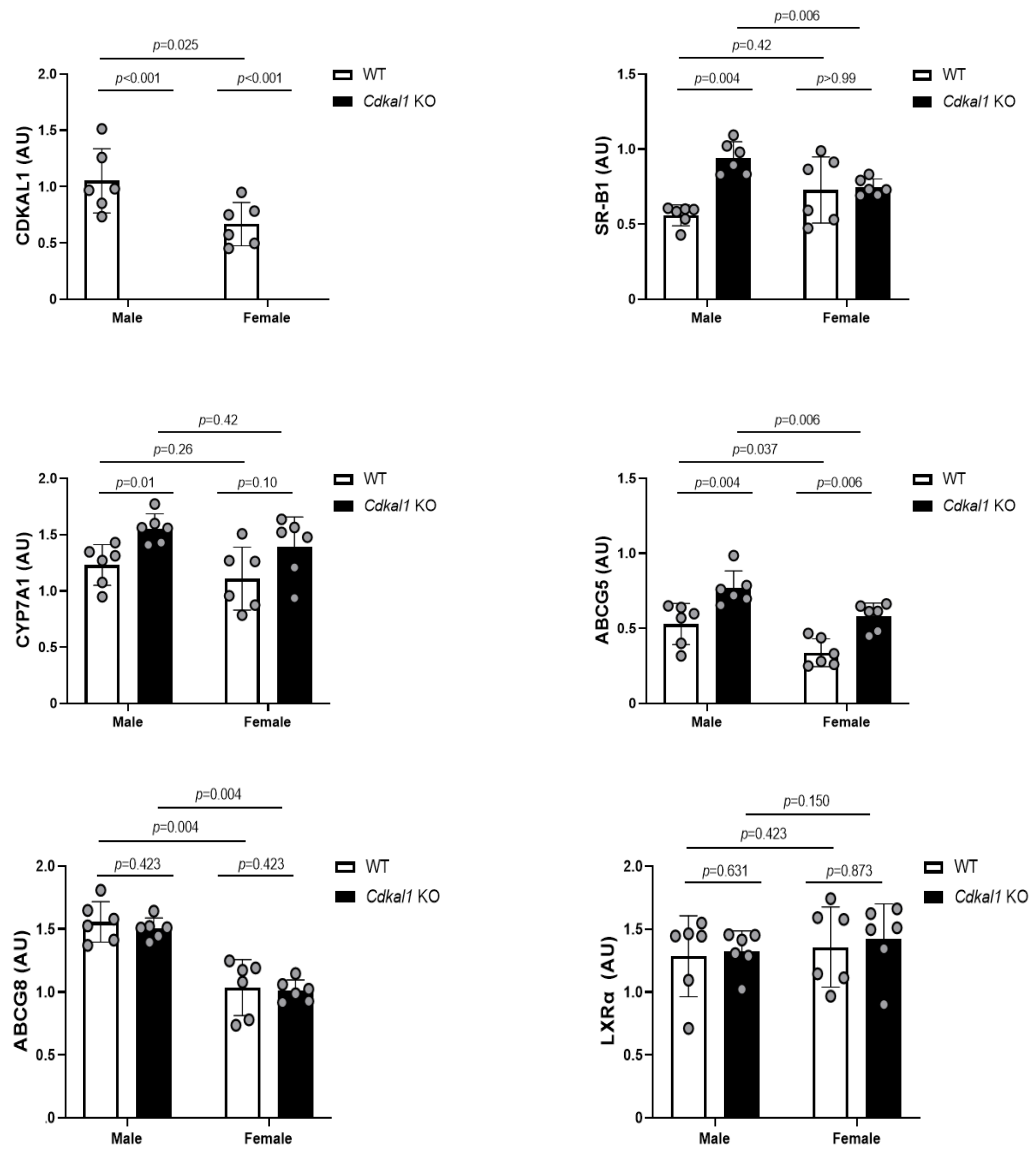 p=0.025
p<0.001
p<0.001
2.0
1.5
1.0
0.5
0
CDKAL1 (AU)
Male
Female
WT
Cdkal1 KO
p=0.006
p=0.42
p=0.004
p>0.99
1.5
1.0
0.5
0
SR-B1 (AU)
Male
Female
WT
Cdkal1 KO
p=0.42
p=0.26
p=0.01
p=0.10
2.0
1.5
1.0
0.5
0
CYP7A1 (AU)
Male
Female
WT
Cdkal1 KO
p=0.006
p=0.037
p=0.004
p=0.006
1.5
1.0
0.5
0
ABCG5 (AU)
Male
Female
WT
Cdkal1 KO
p=0.004
p=0.004
p=0.423
p=0.423
2.0
1.5
1.0
0.5
.0
ABCG8 (AU)
Male
Female
WT
Cdkal1 KO
p=0.150
p=0.423
p=0.631
p=0.873
2.0
1.5
1.0
0.5
0
LXRα (AU)
Male
Female
WT
Cdkal1 KO